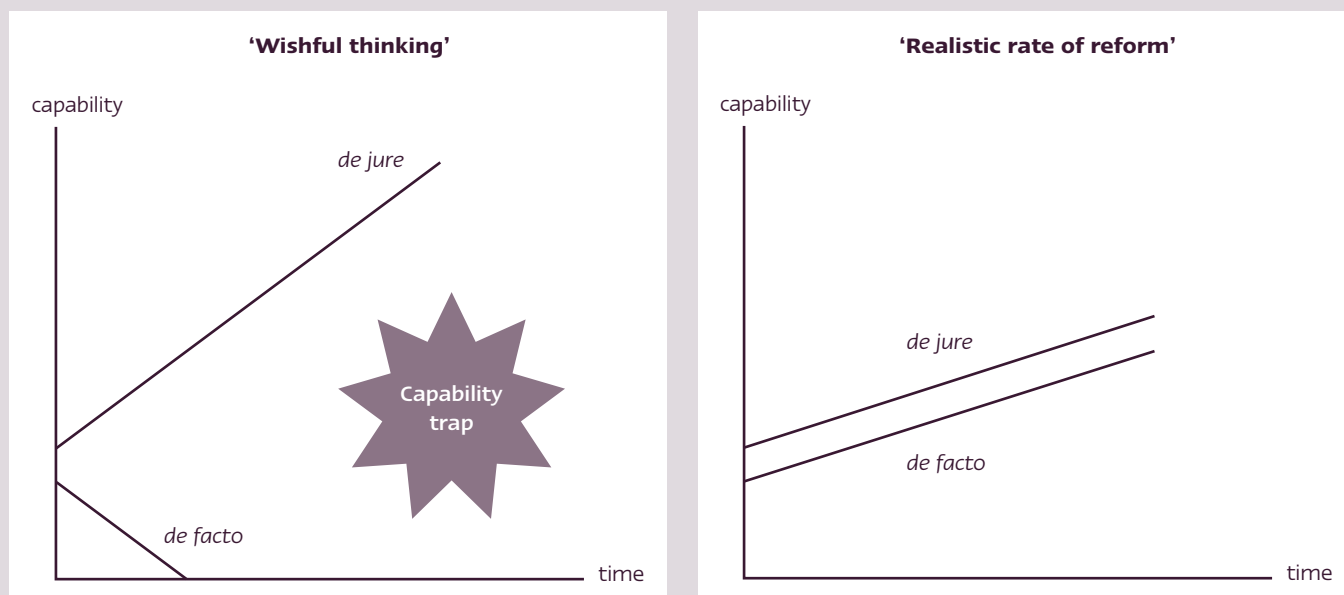 ‘Wishful thinking’
capability
de jure
Capability
trap
de facto
time
‘Realistic rate of reform’
capability
de jure
de facto
time